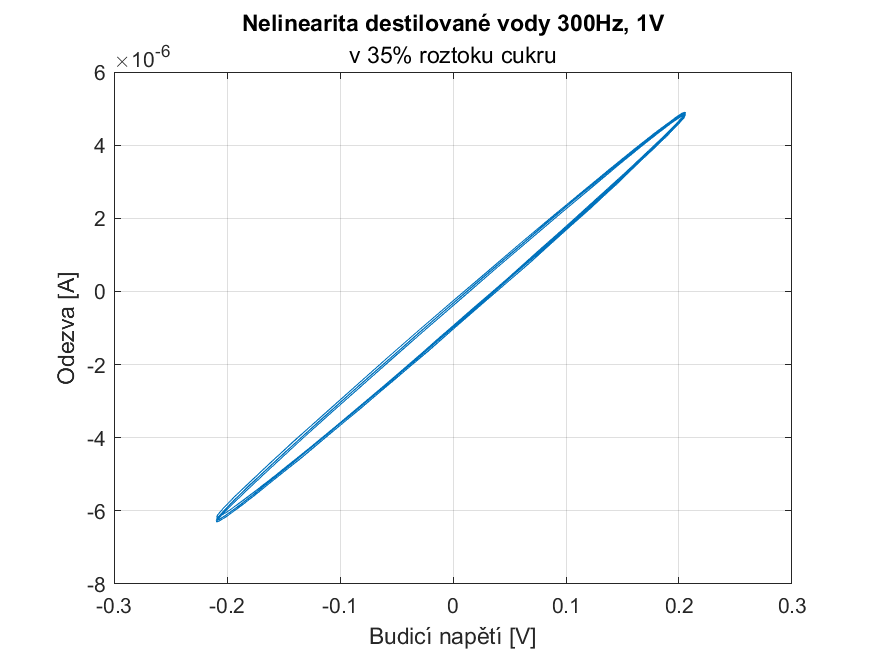 Nelinearita destilované vody 300Hz, 1V
v 35% roztoku cukru
×10⁻⁶
6
4
2
0
-2
-4
-6
-8
Odezva [A]
-0.3 -0.2 -0.1 0 0.1 0.2 0.3
Budicí napětí [V]